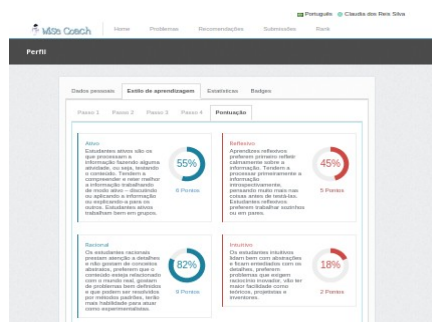 Português Claudia dos Reis Silva
Wise Coach Home Problemas Recomendações Submissões Rank
Perfil
Dados pessoais Estilo de aprendizagem Estatísticas Badges
Passo 1 Passo 2 Passo 3 Passo 4 Pontuação
Ativo
Estudantes ativos são os
que processam a
informação fazendo alguma
atividade, ou seja, testando
o conteúdo. Tendem a
compreender e reter melhor
a informação trabalhando
de modo ativo – discutindo
ou aplicando a informação
ou explicando-a para os
outros. Estudantes ativos
trabalham bem em grupos.
55%
6 Pontos
Reflexivo
Aprendizes reflexivos
preferem primeiro refletir
calmamente sobre a
informação. Tendem a
processar primeiramente a
informação
introspectivamente,
pensando muito mais nas
coisas antes de testá-las.
Estudantes reflexivos
preferem trabalhar sozinhos
ou em pares.
45%
5 Pontos
Racional
Os estudantes racionais
prestam atenção a detalhes
e não gostam de conceitos
abstratos, preferem que o
conteúdo esteja relacionado
com o mundo real, gostam
de problemas bem definidos
e que podem ser resolvidos
por métodos padrões, terão
mais habilidade para atuar
como experimentalistas.
82%
9 Pontos
Intuitivo
Os estudantes intuitivos
lidam bem com abstrações
e ficam entediados com os
detalhes, preferem
problemas que exigem
raciocínio inovador, vão ter
maior facilidade como
teóricos, projetistas e
inventores.
18%
2 Pontos